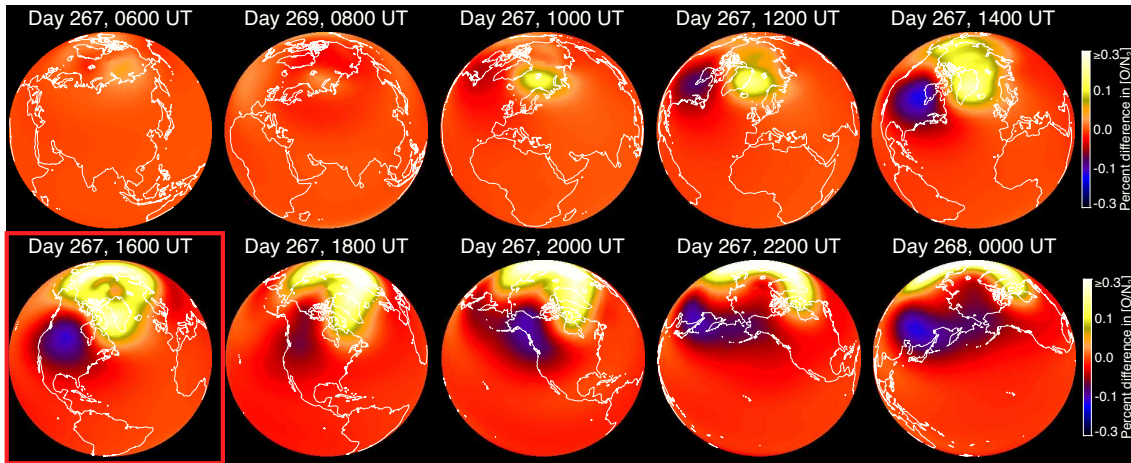 Day 267, 0600 UT
Day 269, 0800 UT
Day 267, 1000 UT
Day 267, 1200 UT
Day 267, 1400 UT
≥0.3
0.1
0.0
-0.1
-0.3
Percent difference in [O/N₂]
Day 267, 1600 UT
Day 267, 1800 UT
Day 267, 2000 UT
Day 267, 2200 UT
Day 268, 0000 UT
≥0.3
0.1
0.0
-0.1
-0.3
Percent difference in [O/N₂]